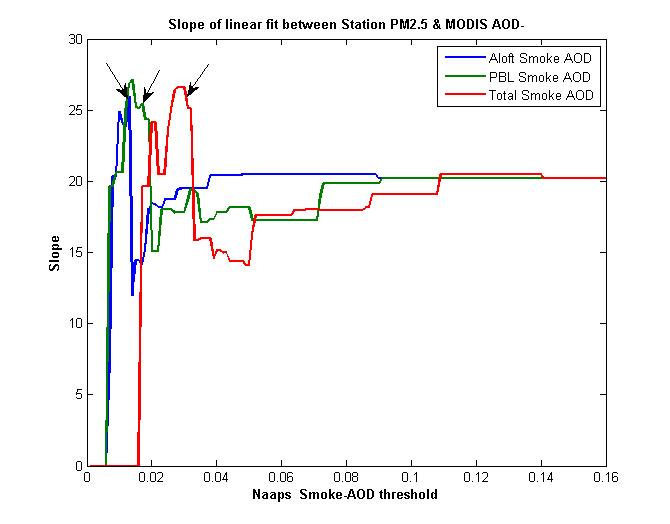 Slope of linear fit between Station PM2.5 & MODIS AOD-
30
25
20
15
10
5
0
Slope
Aloft Smoke AOD
PBL Smoke AOD
Total Smoke AOD
0 0.02 0.04 0.06 0.08 0.1 0.12 0.14 0.16
Naaps Smoke-AOD threshold